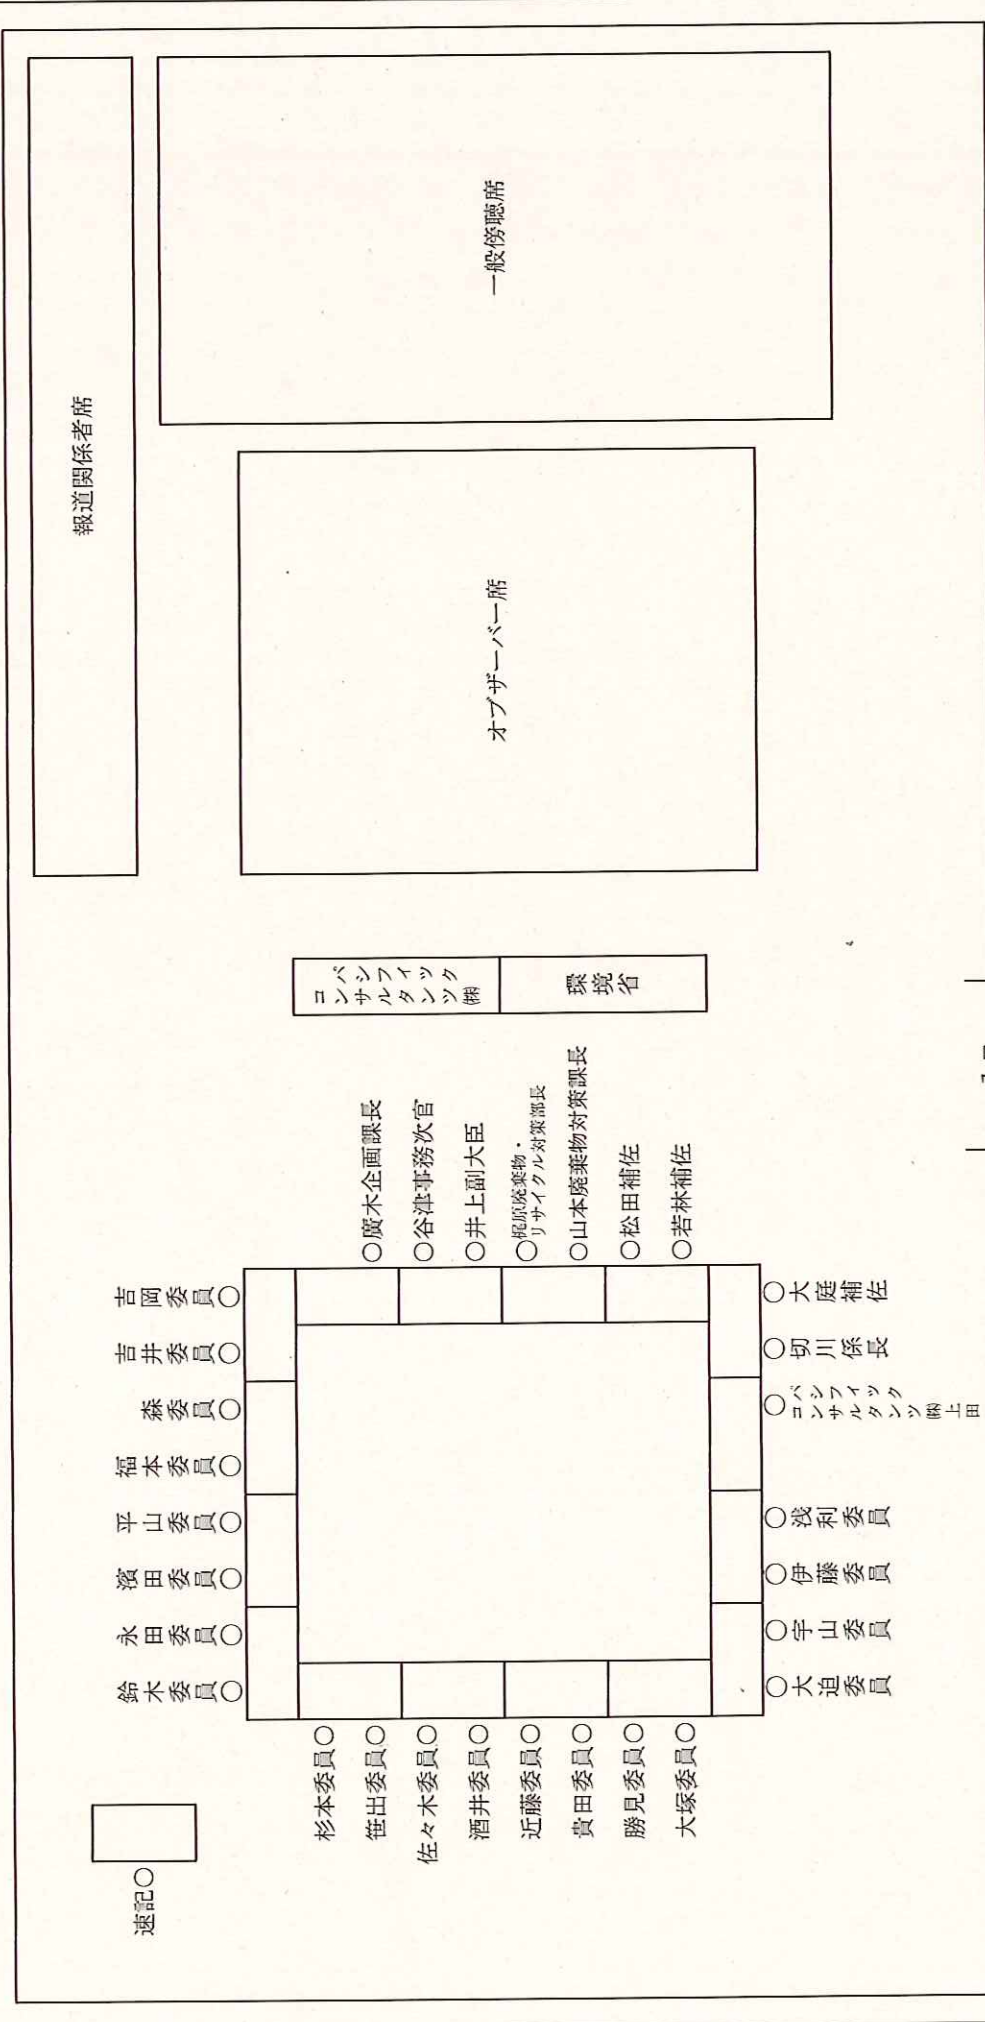 報道関係者席
一般傍聴席
オブザーバー席
パシフィック
コンサルタンツ
㈱
環境省
○廣木企画課長
○谷津事務次官
○井上副大臣
○梶原廃棄物・
リサイクル対策部長
○山本廃棄物対策課長
○松田補佐
○若林補佐
吉岡委員○
吉井委員○
森委員○
福本委員○
平山委員○
濱田委員○
永田委員○
鈴木委員○
○大庭補佐
○切川係長
○パシフィック
コンサルタンツ
㈱上田
○浅利委員
○伊藤委員
○宇山委員
○大迫委員
杉本委員○
笹出委員○
佐々木委員○
酒井委員○
近藤委員○
貴田委員○
勝見委員○
大塚委員○
速記○